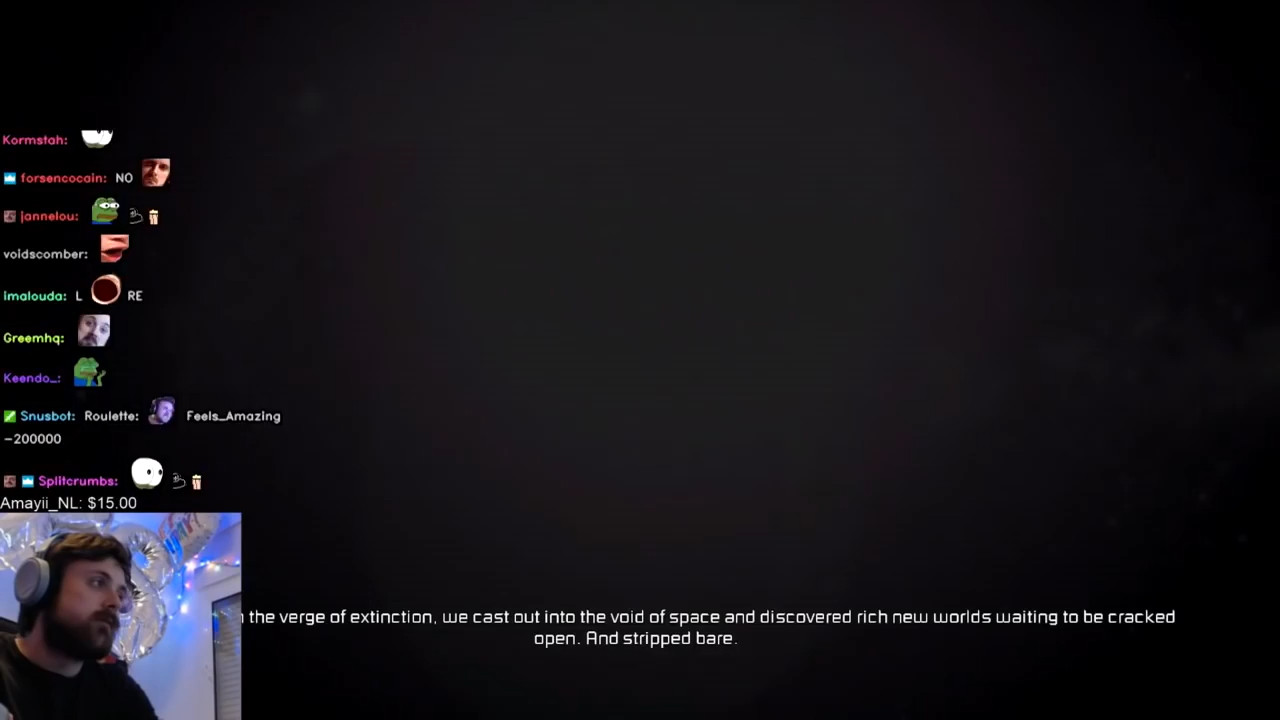 Kormstah:
forsencocain: NO
jannelou:
voidscomber:
lmalouda: L RE
Greemhq:
Keendo_:
Snusbot: Roulette: Feels_Amazing
-200000
Splitcrumbs:
Amayii_NL: $15.00
the verge of extinction, we cast out into the void of space and discovered rich new worlds waiting to be cracked
open. And stripped bare.